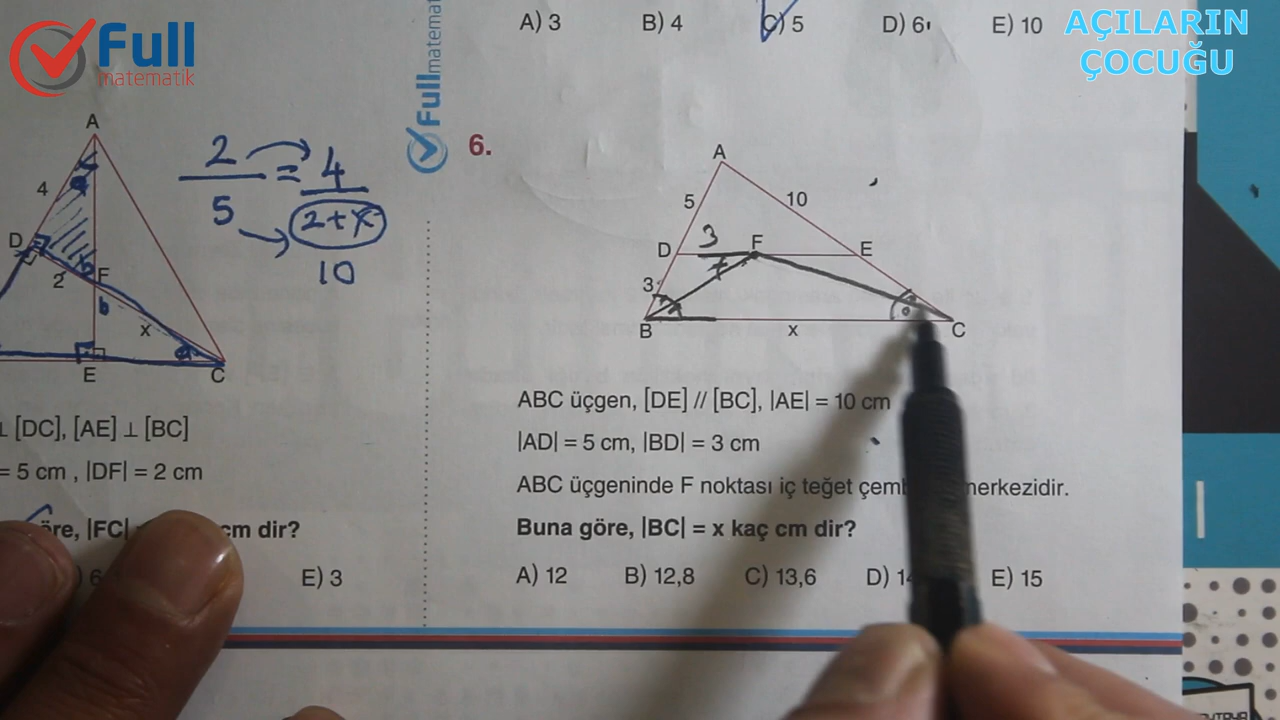 Full
matematik
AÇILARIN
ÇOCUĞU
Full
A) 3 B) 4 C) 5 D) 6 E) 10
A
4
D
2
F
b
b
x
E
C
2 = 4
5 2+x
10
[DC], [AE] ⊥ [BC]
= 5 cm , |DF| = 2 cm
|FC| cm dir?
E) 3
6.
A
5
10
D
3
F
E
3
B
x
C
ABC üçgen, [DE] // [BC], |AE| = 10 cm
|AD| = 5 cm, |BD| = 3 cm
ABC üçgeninde F noktası iç teğet merkezidir.
Buna göre, |BC| = x kaç cm dir?
A) 12 B) 12,8 C) 13,6 D) E) 15